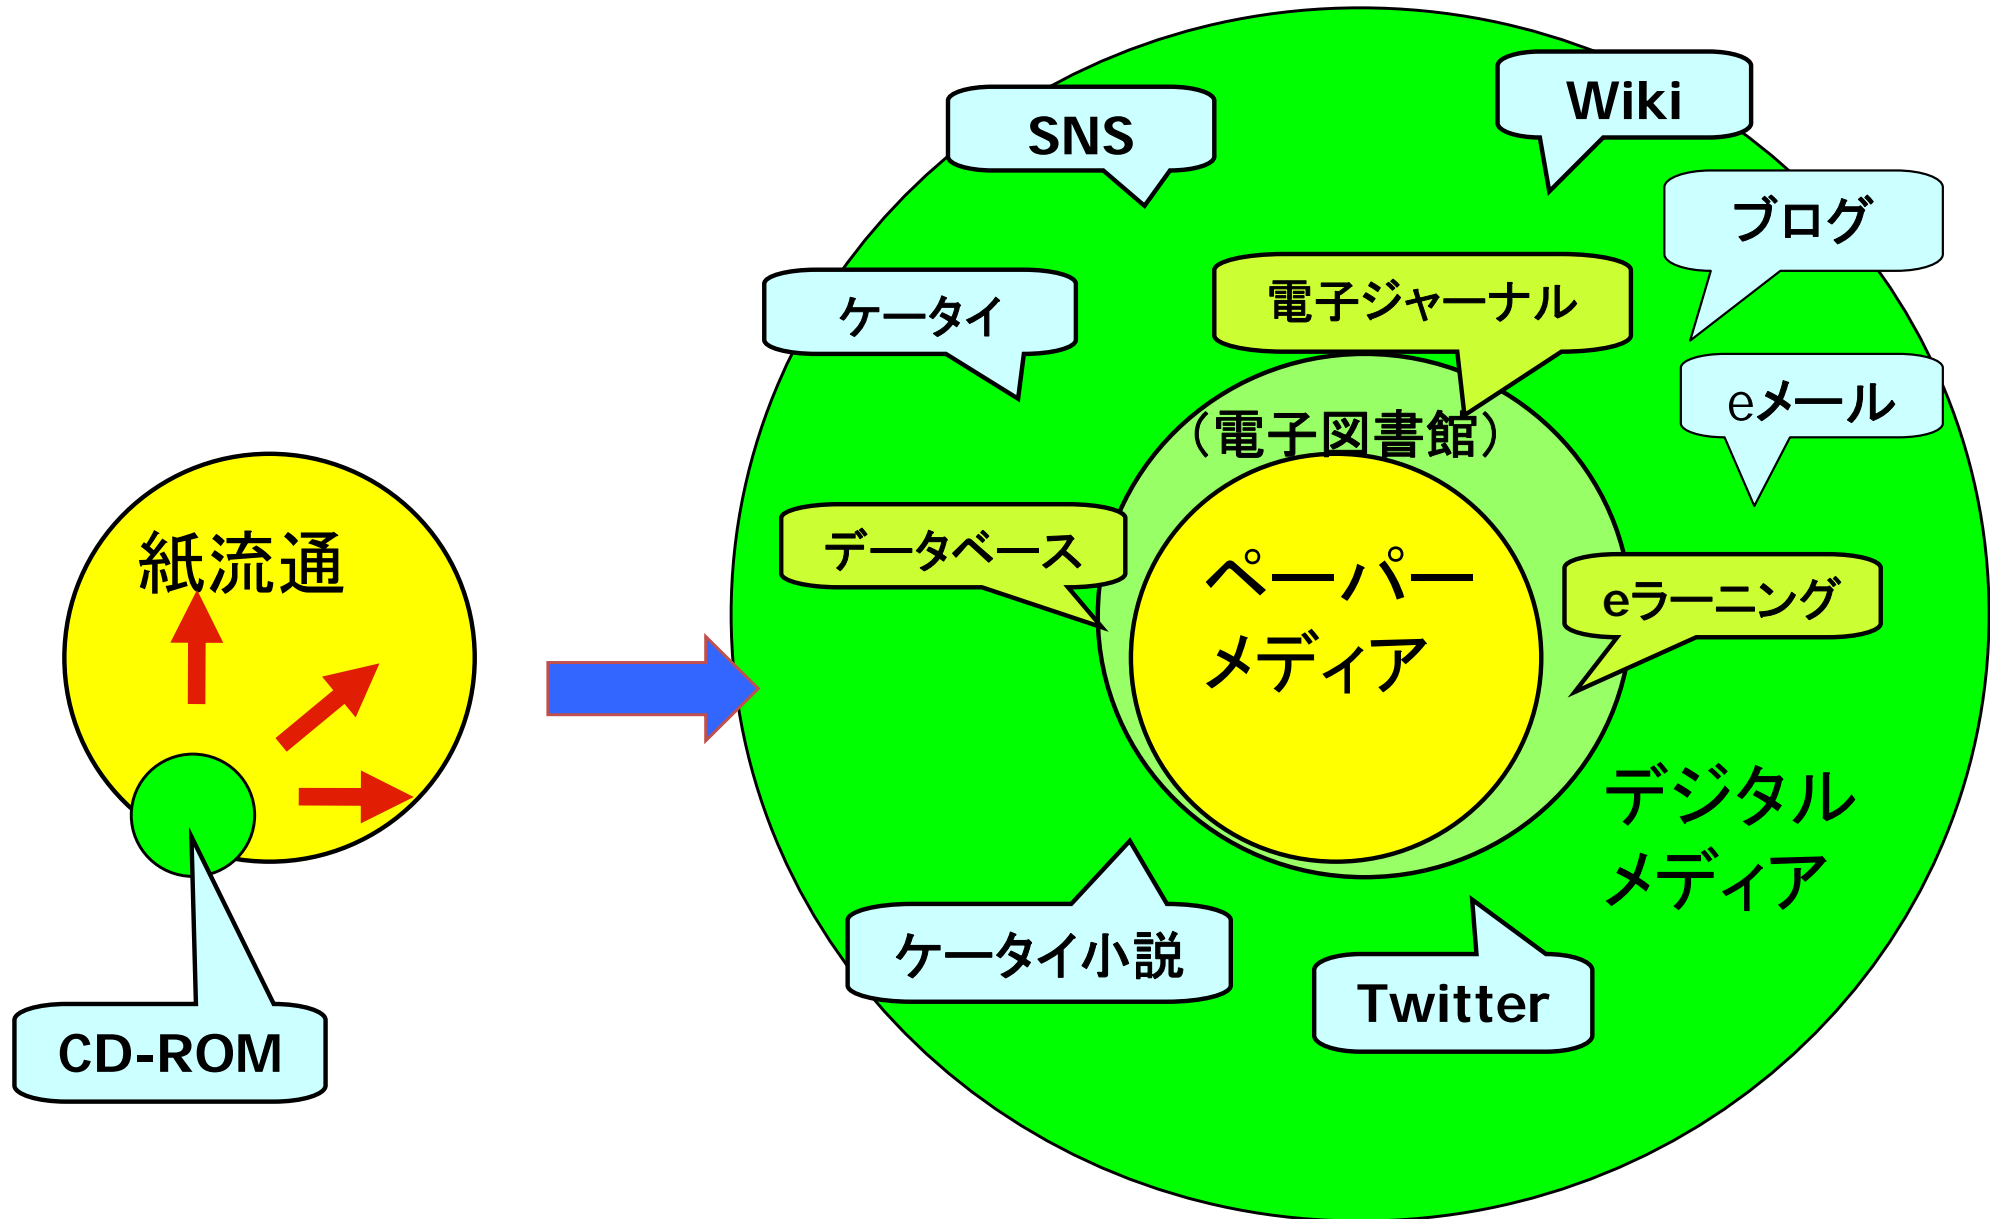 紙流通
CD-ROM
SNS
Wiki
ブログ
ケータイ
電子ジャーナル
eメール
（電子図書館）
データベース
ペーパー
メディア
eラーニング
デジタル
メディア
ケータイ小説
Twitter